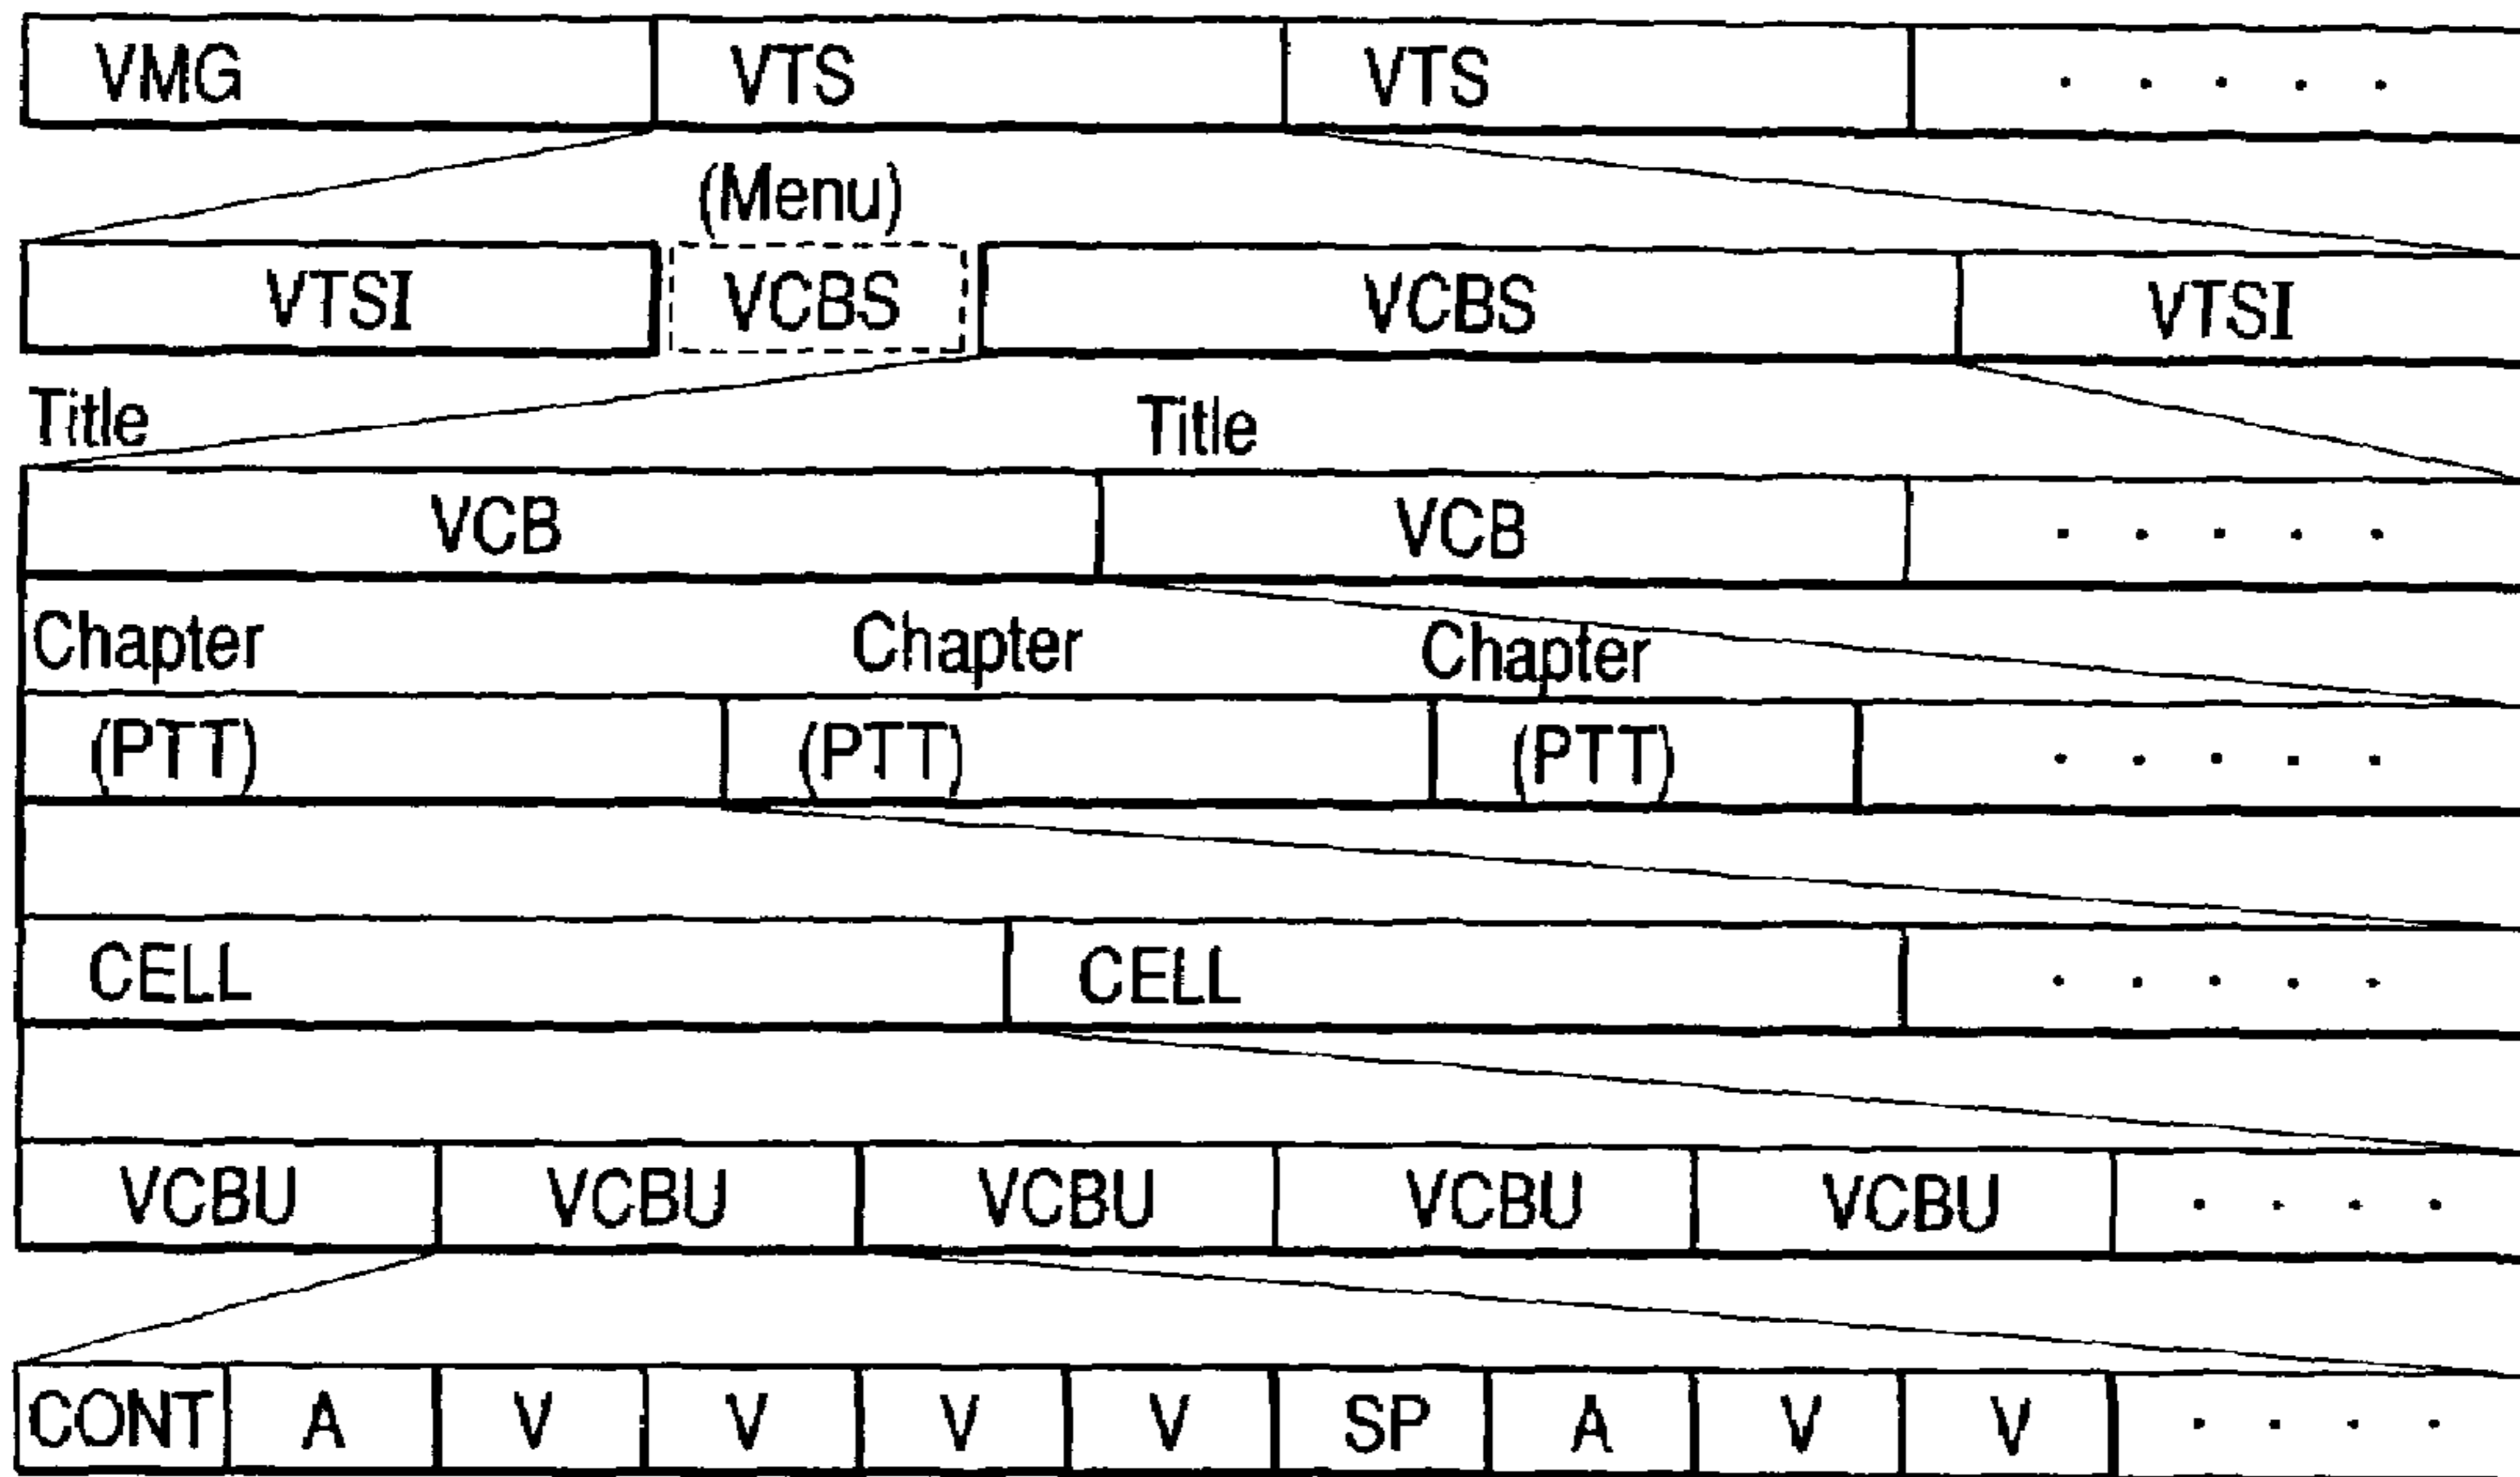 VMG VTS VTS . . . . .
(Menu)
VTSI VCBS VCBS VTSI
Title Title
VCB VCB . . . . .
Chapter Chapter Chapter
(PTT) (PTT) (PTT) . . . . .
CELL CELL . . . . .
VCBU VCBU VCBU VCBU VCBU . . . .
CONT A V V V V SP A V V . . . .